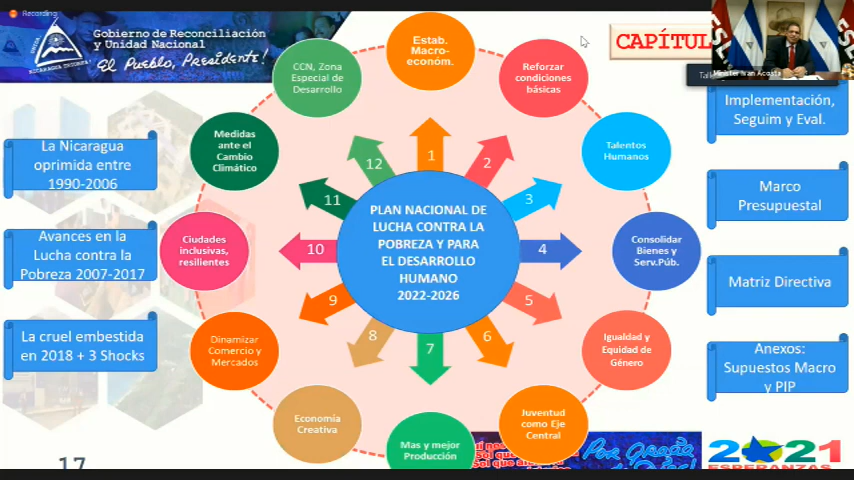 Recording
Gobierno de Reconciliación
y Unidad Nacional
El Pueblo, Presidente!
CAPÍTUL
Minister Ivan Acosta
La Nicaragua
oprimida entre
1990-2006
Avances en la
Lucha contra la
Pobreza 2007-2017
La cruel embestida
en 2018 + 3 Shocks
Estab.
Macro-
económ.
Reforzar
condiciones
básicas
Talentos
Humanos
Consolidar
Bienes y
Serv.Púb.
Igualdad y
Equidad de
Género
Juventud
como Eje
Central
Mas y mejor
Producción
Economía
Creativa
Dinamizar
Comercio y
Mercados
Ciudades
inclusivas,
resilientes
Medidas
ante el
Cambio
Climático
CCN, Zona
Especial de
Desarrollo
1
2
3
4
5
6
7
8
9
10
11
12
PLAN NACIONAL DE
LUCHA CONTRA LA
POBREZA Y PARA
EL DESARROLLO
HUMANO
2022-2026
Implementación,
Seguim y Eval.
Marco
Presupuestal
Matriz Directiva
Anexos:
Supuestos Macro
y PIP
17
Por Gracia
2021
ESPERANZAS